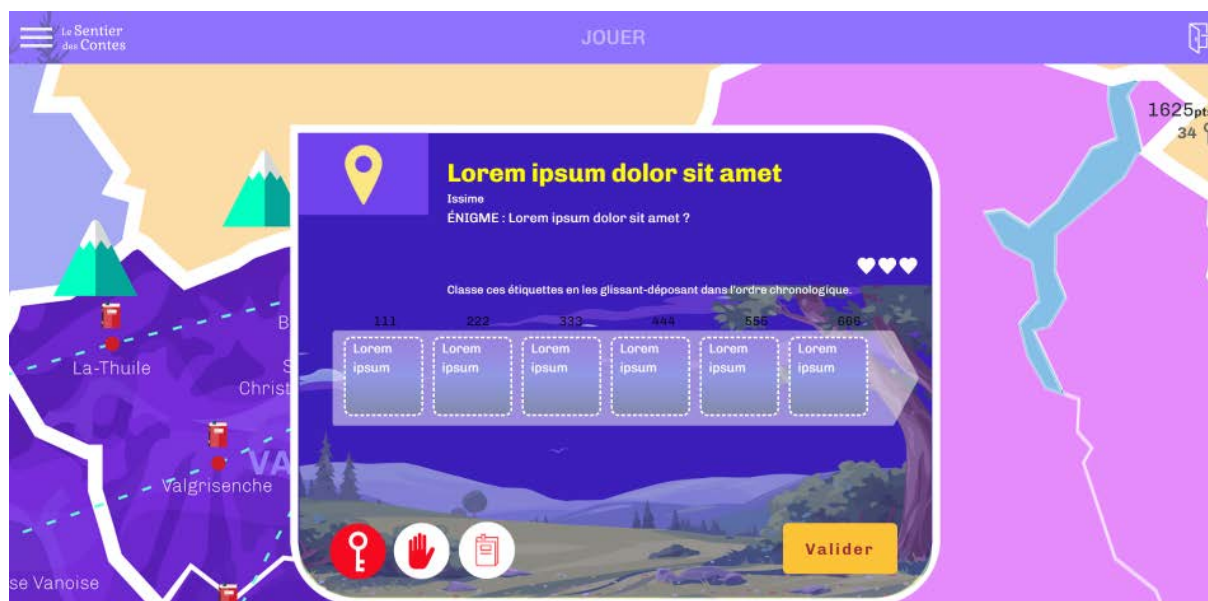 Le Sentier
des Contes
JOUER
1625pts
34
Lorem ipsum dolor sit amet
Issime
ÉNIGME : Lorem ipsum dolor sit amet ?
Classe ces étiquettes en les glissant-déposant dans l'ordre chronologique.
111 222 333 444 555 666
Lorem ipsum
Lorem ipsum
Lorem ipsum
Lorem ipsum
Lorem ipsum
Lorem ipsum
La-Thuile
B
S
Christ
VA
Valgrisenche
se Vanoise
Valider